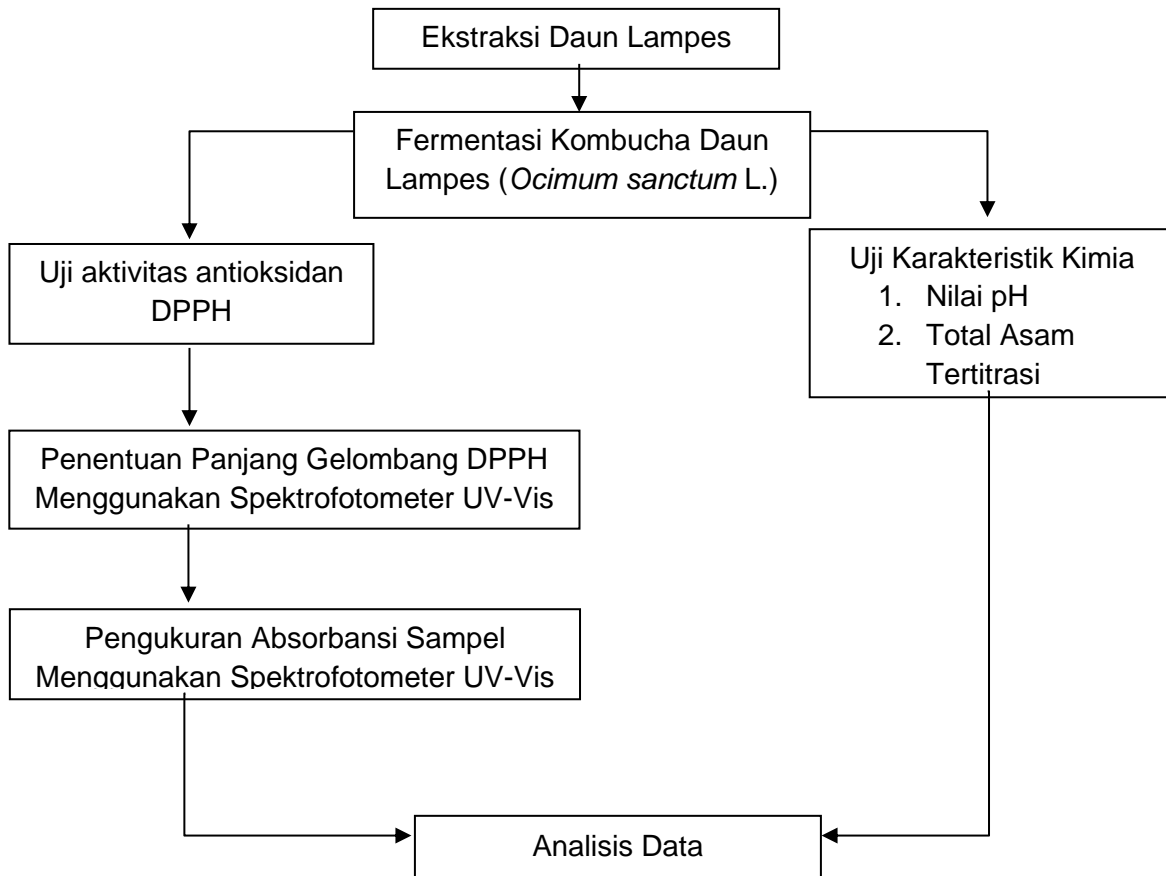 Ekstraksi Daun Lampes
Fermentasi Kombucha Daun
Lampes (Ocimum sanctum L.)
Uji aktivitas antioksidan
DPPH
Uji Karakteristik Kimia
1. Nilai pH
2. Total Asam
Tertitrasi
Penentuan Panjang Gelombang DPPH
Menggunakan Spektrofotometer UV-Vis
Pengukuran Absorbansi Sampel
Menggunakan Spektrofotometer UV-Vis
Analisis Data